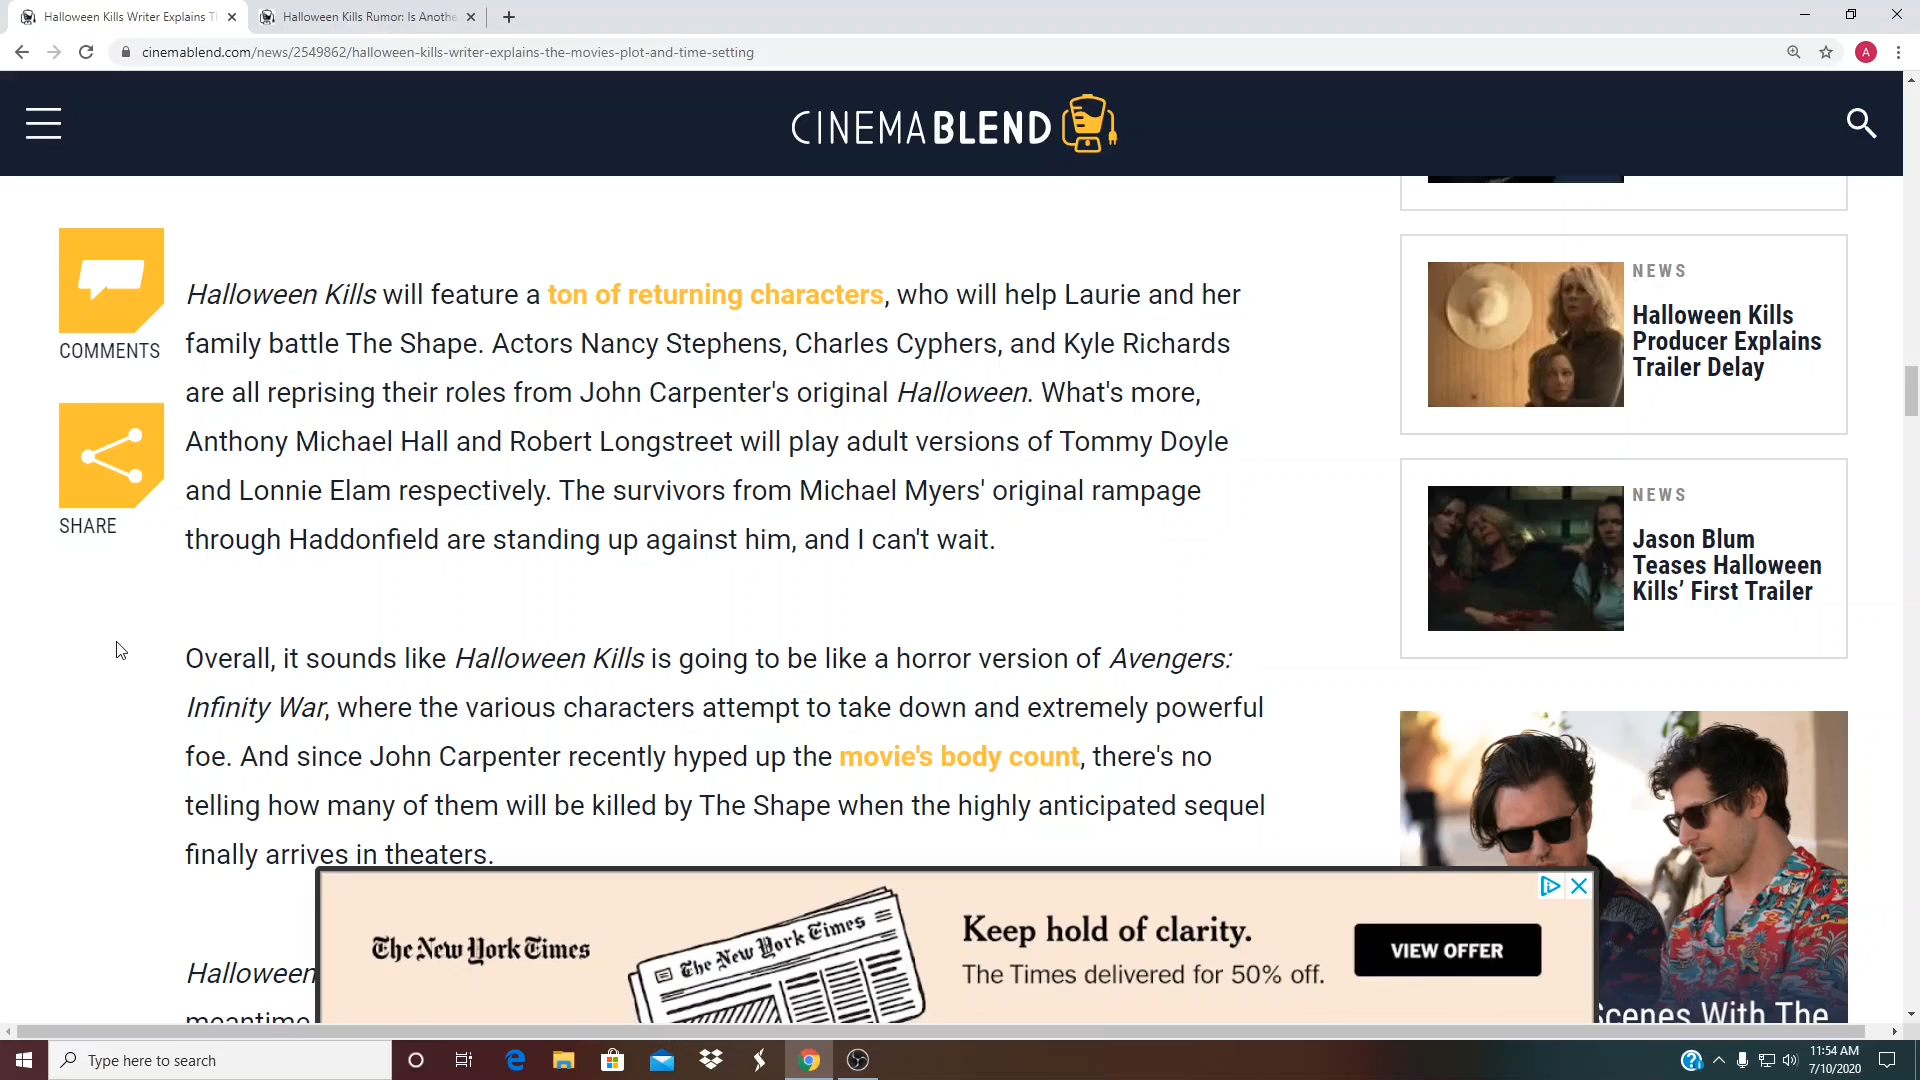 Halloween Kills Writer Explains T
Halloween Kills Rumor: Is Anothe
cinemablend.com/news/2549862/halloween-kills-writer-explains-the-movies-plot-and-time-setting
A
CINEMABLEND
COMMENTS
SHARE
Halloween Kills will feature a ton of returning characters, who will help Laurie and her
family battle The Shape. Actors Nancy Stephens, Charles Cyphers, and Kyle Richards
are all reprising their roles from John Carpenter's original Halloween. What's more,
Anthony Michael Hall and Robert Longstreet will play adult versions of Tommy Doyle
and Lonnie Elam respectively. The survivors from Michael Myers' original rampage
through Haddonfield are standing up against him, and I can't wait.
Overall, it sounds like Halloween Kills is going to be like a horror version of Avengers:
Infinity War, where the various characters attempt to take down and extremely powerful
foe. And since John Carpenter recently hyped up the movie's body count, there's no
telling how many of them will be killed by The Shape when the highly anticipated sequel
finally arrives in theaters.
Halloween
meantime
NEWS
Halloween Kills
Producer Explains
Trailer Delay
NEWS
Jason Blum
Teases Halloween
Kills' First Trailer
Scenes With The
The New York Times
The New York Times
The New York Times
Keep hold of clarity.
The Times delivered for 50% off.
VIEW OFFER
Type here to search
11:54 AM
7/10/2020